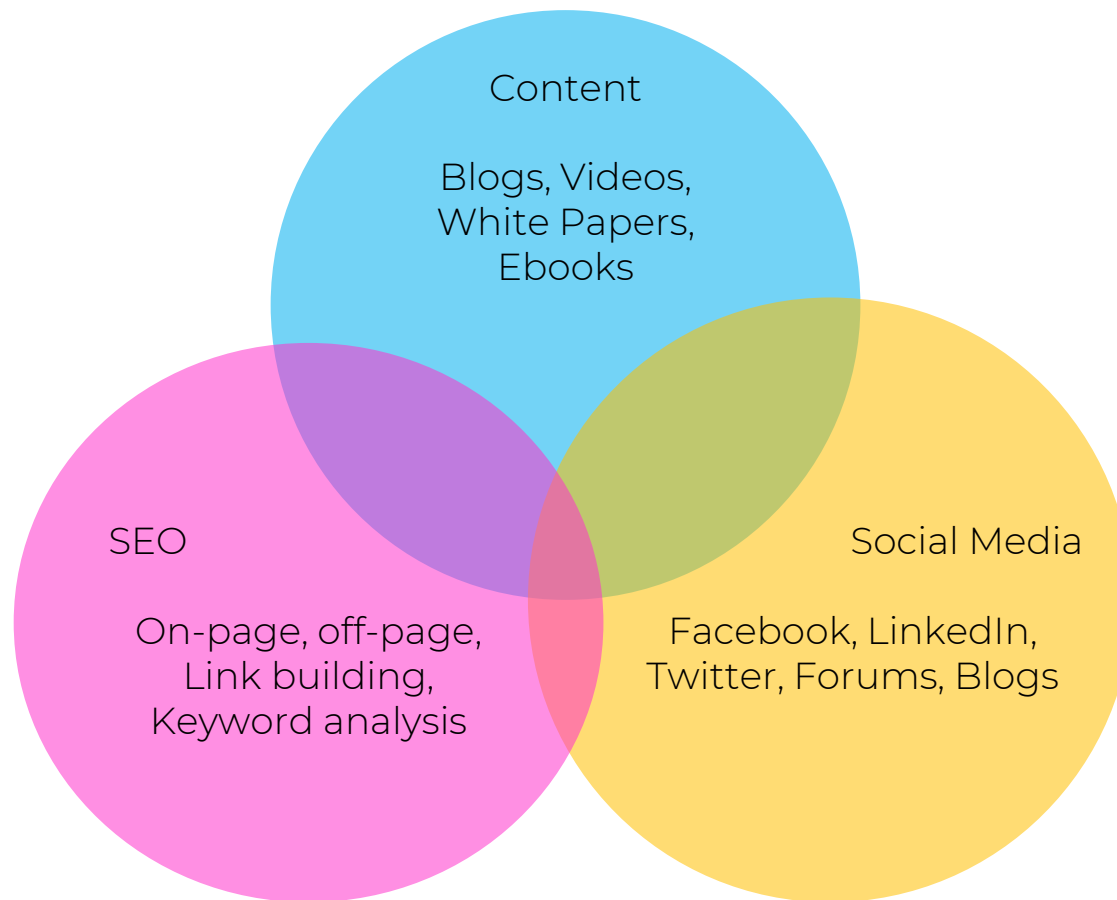 Content
Blogs, Videos,
White Papers,
Ebooks
SEO
On-page, off-page,
Link building,
Keyword analysis
Social Media
Facebook, LinkedIn,
Twitter, Forums, Blogs